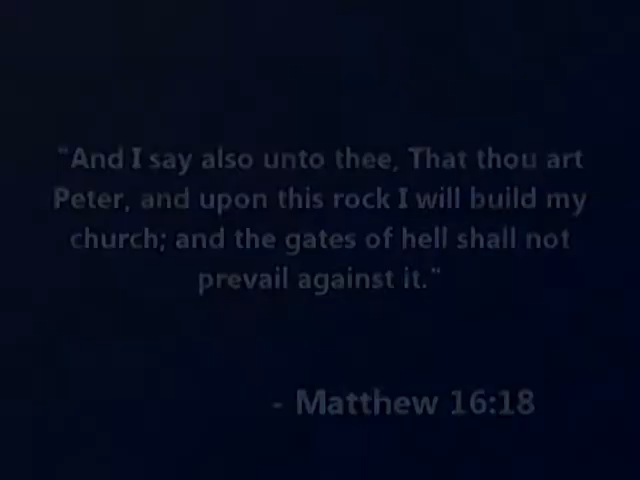 "And I say also unto thee, That thou art
Peter, and upon this rock I will build my
church; and the gates of hell shall not
prevail against it."
- Matthew 16:18